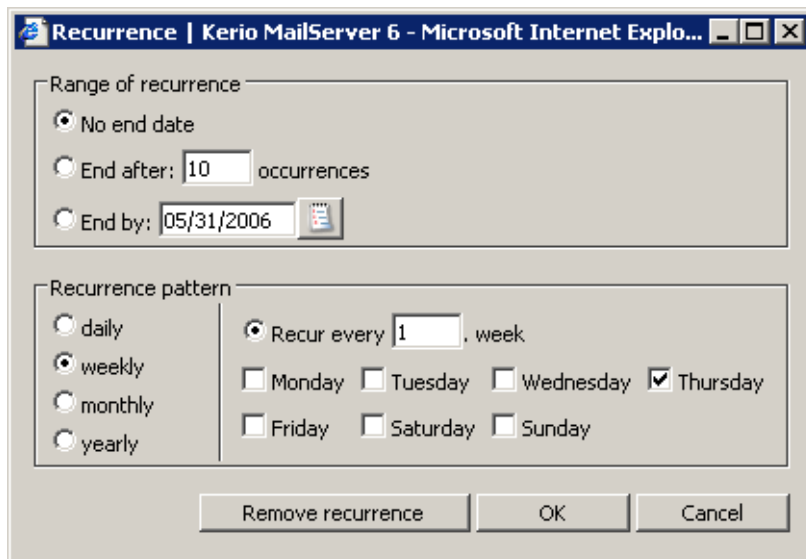 Recurrence | Kerio MailServer 6 - Microsoft Internet Explo...
Range of recurrence
No end date
End after: 10 occurrences
End by: 05/31/2006
Recurrence pattern
daily
weekly
monthly
yearly
Recur every 1 . week
Monday Tuesday Wednesday Thursday
Friday Saturday Sunday
Remove recurrence OK Cancel